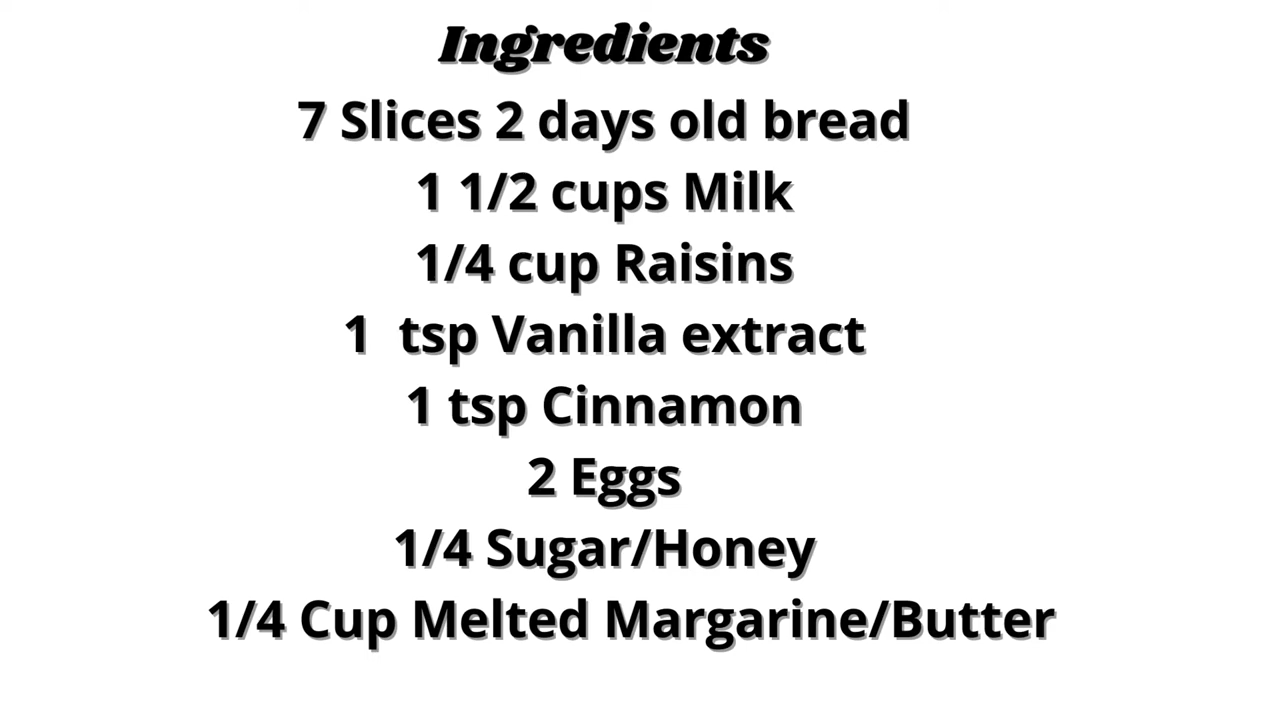 Ingredients
7 Slices 2 days old bread
1 1/2 cups Milk
1/4 cup Raisins
1 tsp Vanilla extract
1 tsp Cinnamon
2 Eggs
1/4 Sugar/Honey
1/4 Cup Melted Margarine/Butter